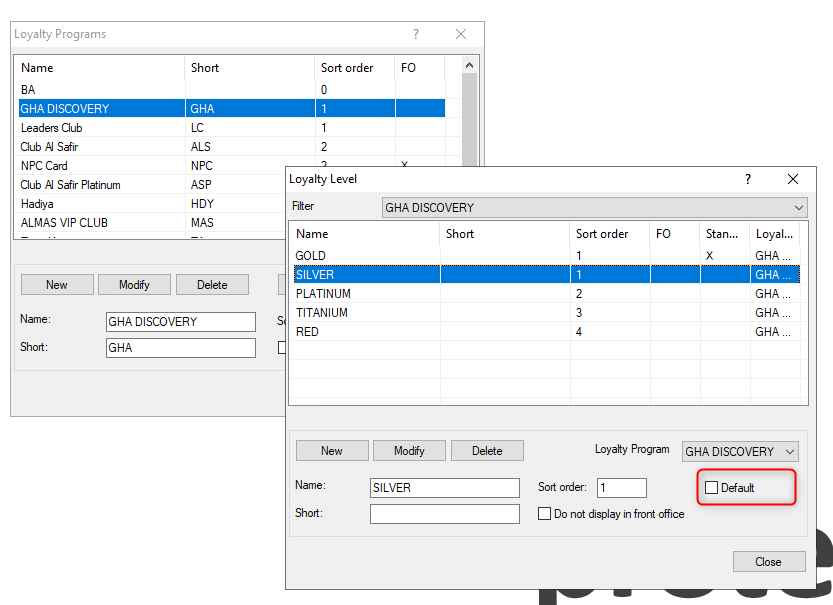 Loyalty Programs ?
Name Short Sort order FO
BA 0
GHA DISCOVERY GHA 1
Leaders Club LC 1
Club Al Safir ALS 2
NPC Card NPC 2 X
Club Al Safir Platinum ASP
Hadiya HDY
ALMAS VIP CLUB MAS
New Modify Delete
Name: GHA DISCOVERY
Short: GHA
Loyalty Level ?
Filter GHA DISCOVERY
Name Short Sort order FO Stan... Loyal...
GOLD 1 X GHA ...
SILVER 1 GHA ...
PLATINUM 2 GHA ...
TITANIUM 3 GHA ...
RED 4 GHA ...
New Modify Delete Loyalty Program GHA DISCOVERY
Name: SILVER Sort order: 1 Default
Short: Do not display in front office
Close